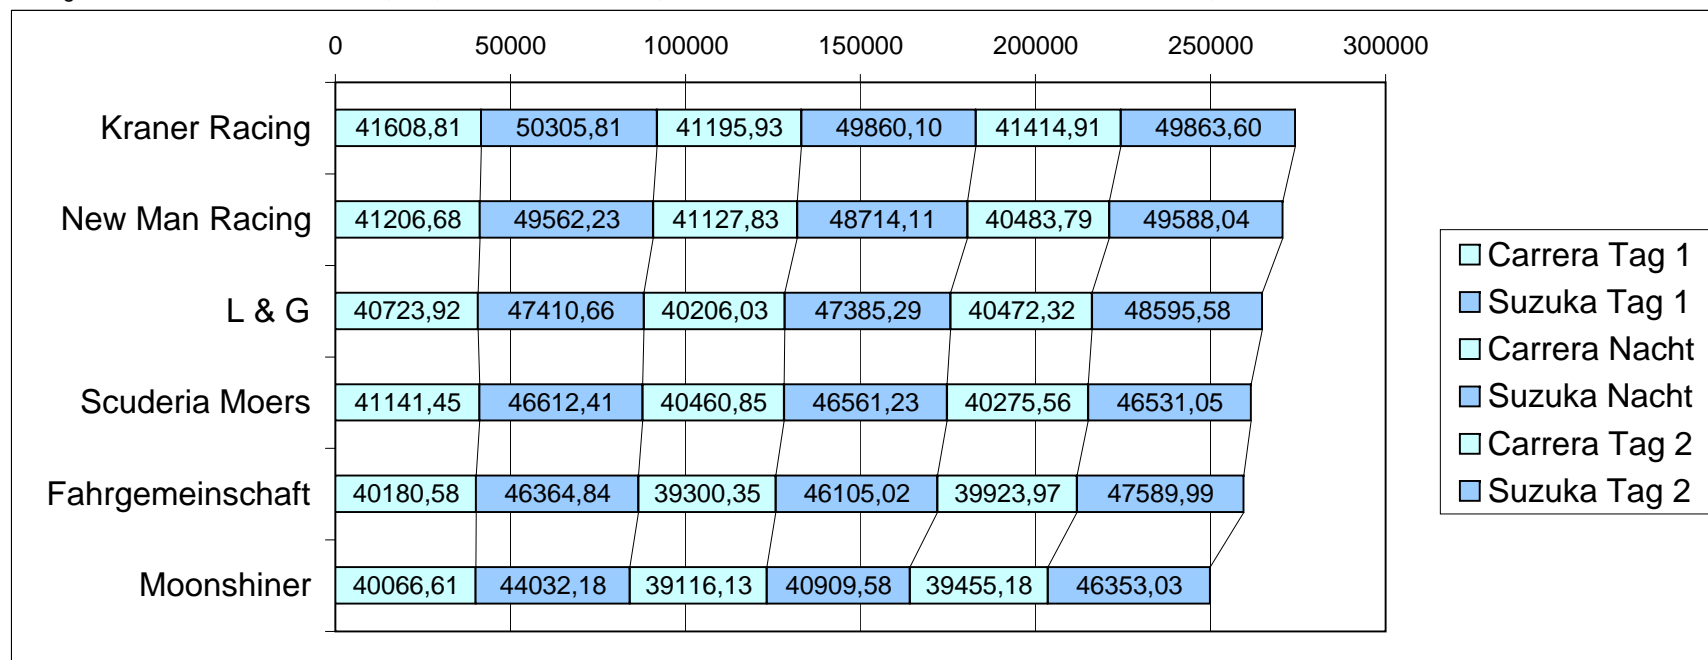 0 50000 100000 150000 200000 250000 300000
Kraner Racing 41608,81 50305,81 41195,93 49860,10 41414,91 49863,60
New Man Racing 41206,68 49562,23 41127,83 48714,11 40483,79 49588,04
L & G 40723,92 47410,66 40206,03 47385,29 40472,32 48595,58
Scuderia Moers 41141,45 46612,41 40460,85 46561,23 40275,56 46531,05
Fahrgemeinschaft 40180,58 46364,84 39300,35 46105,02 39923,97 47589,99
Moonshiner 40066,61 44032,18 39116,13 40909,58 39455,18 46353,03
Carrera Tag 1
Suzuka Tag 1
Carrera Nacht
Suzuka Nacht
Carrera Tag 2
Suzuka Tag 2